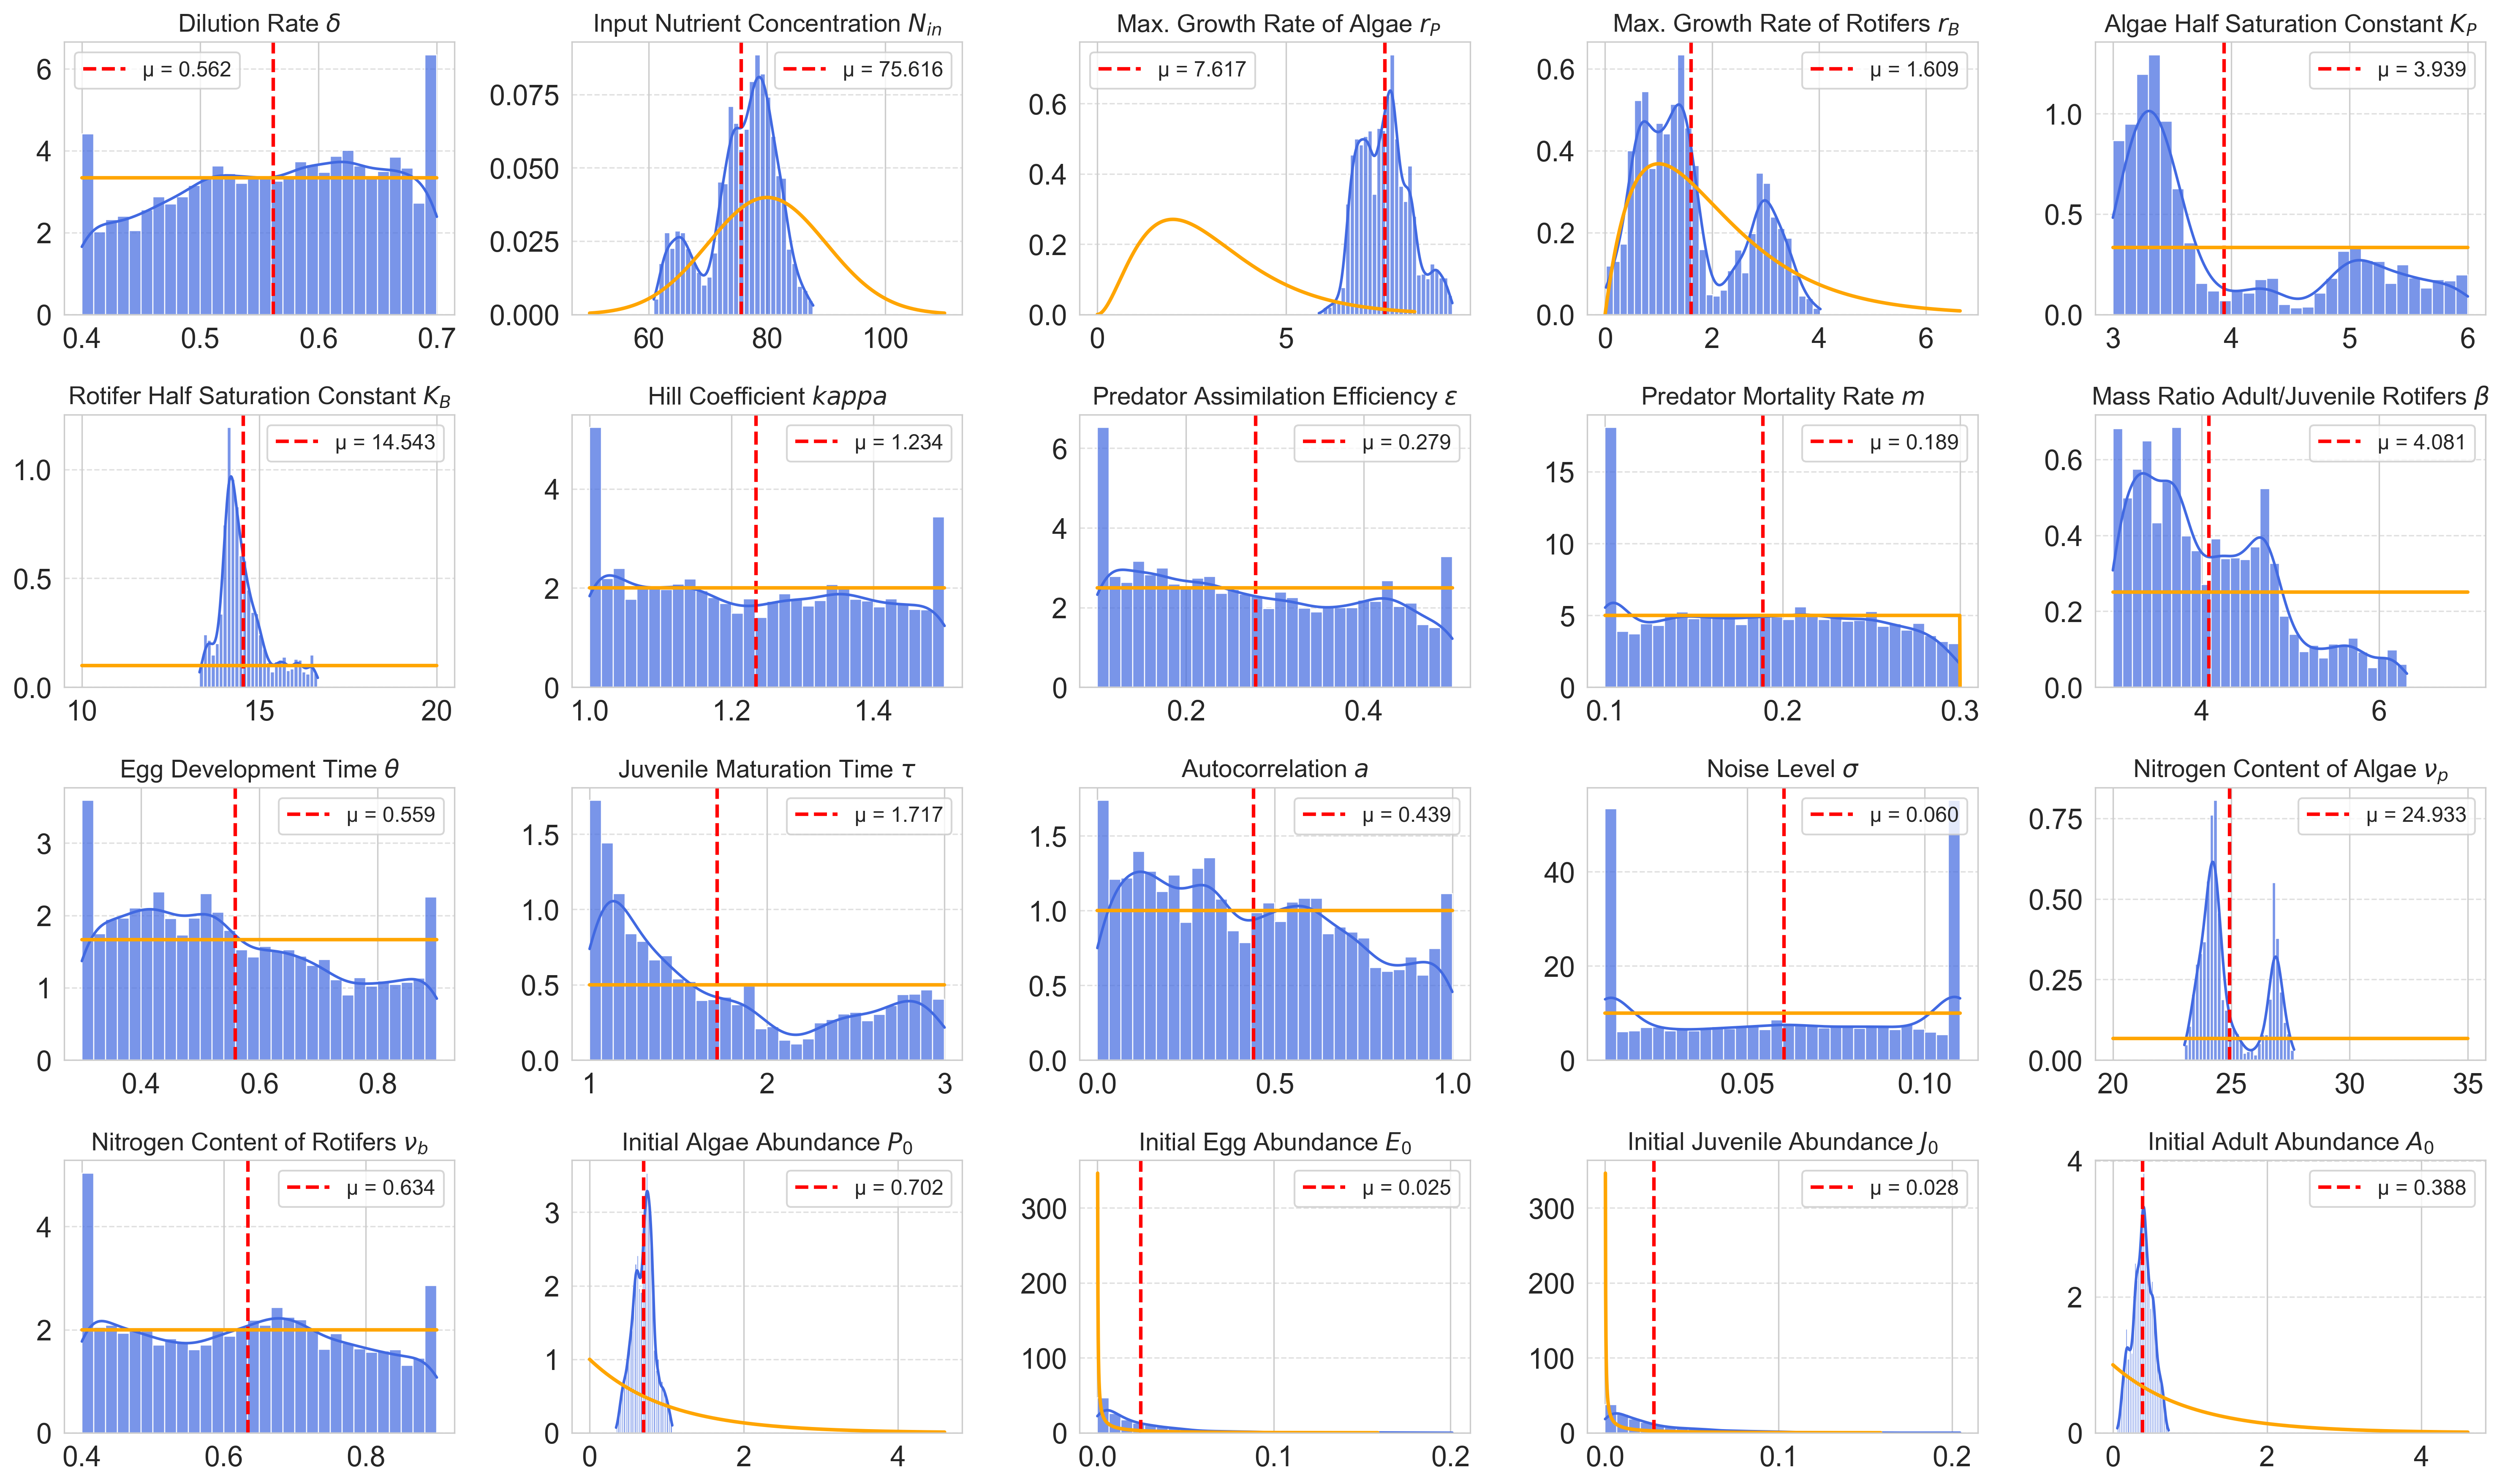 Dilution Rate δ
μ = 0.562
6
4
2
0
0.4 0.5 0.6 0.7
Input Nutrient Concentration N_in
μ = 75.616
0.075
0.050
0.025
0.000
60 80 100
Max. Growth Rate of Algae r_P
μ = 7.617
0.6
0.4
0.2
0.0
0 5
Max. Growth Rate of Rotifers r_B
μ = 1.609
0.6
0.4
0.2
0.0
0 2 4 6
Algae Half Saturation Constant K_P
μ = 3.939
1.0
0.5
0.0
3 4 5 6
Rotifer Half Saturation Constant K_B
μ = 14.543
1.0
0.5
0.0
10 15 20
Hill Coefficient kappa
μ = 1.234
4
2
0
1.0 1.2 1.4
Predator Assimilation Efficiency ε
μ = 0.279
6
4
2
0
0.2 0.4
Predator Mortality Rate m
μ = 0.189
15
10
5
0
0.1 0.2 0.3
Mass Ratio Adult/Juvenile Rotifers β
μ = 4.081
0.6
0.4
0.2
0.0
4 6
Egg Development Time θ
μ = 0.559
3
2
1
0
0.4 0.6 0.8
Juvenile Maturation Time τ
μ = 1.717
1.5
1.0
0.5
0.0
1 2 3
Autocorrelation a
μ = 0.439
1.5
1.0
0.5
0.0
0.0 0.5 1.0
Noise Level σ
μ = 0.060
40
20
0
0.05 0.10
Nitrogen Content of Algae ν_p
μ = 24.933
0.75
0.50
0.25
0.00
20 25 30 35
Nitrogen Content of Rotifers ν_b
μ = 0.634
4
2
0
0.4 0.6 0.8
Initial Algae Abundance P_0
μ = 0.702
3
2
1
0
0 2 4
Initial Egg Abundance E_0
μ = 0.025
300
200
100
0
0.0 0.1 0.2
Initial Juvenile Abundance J_0
μ = 0.028
300
200
100
0
0.0 0.1 0.2
Initial Adult Abundance A_0
μ = 0.388
4
2
0
0 2 4